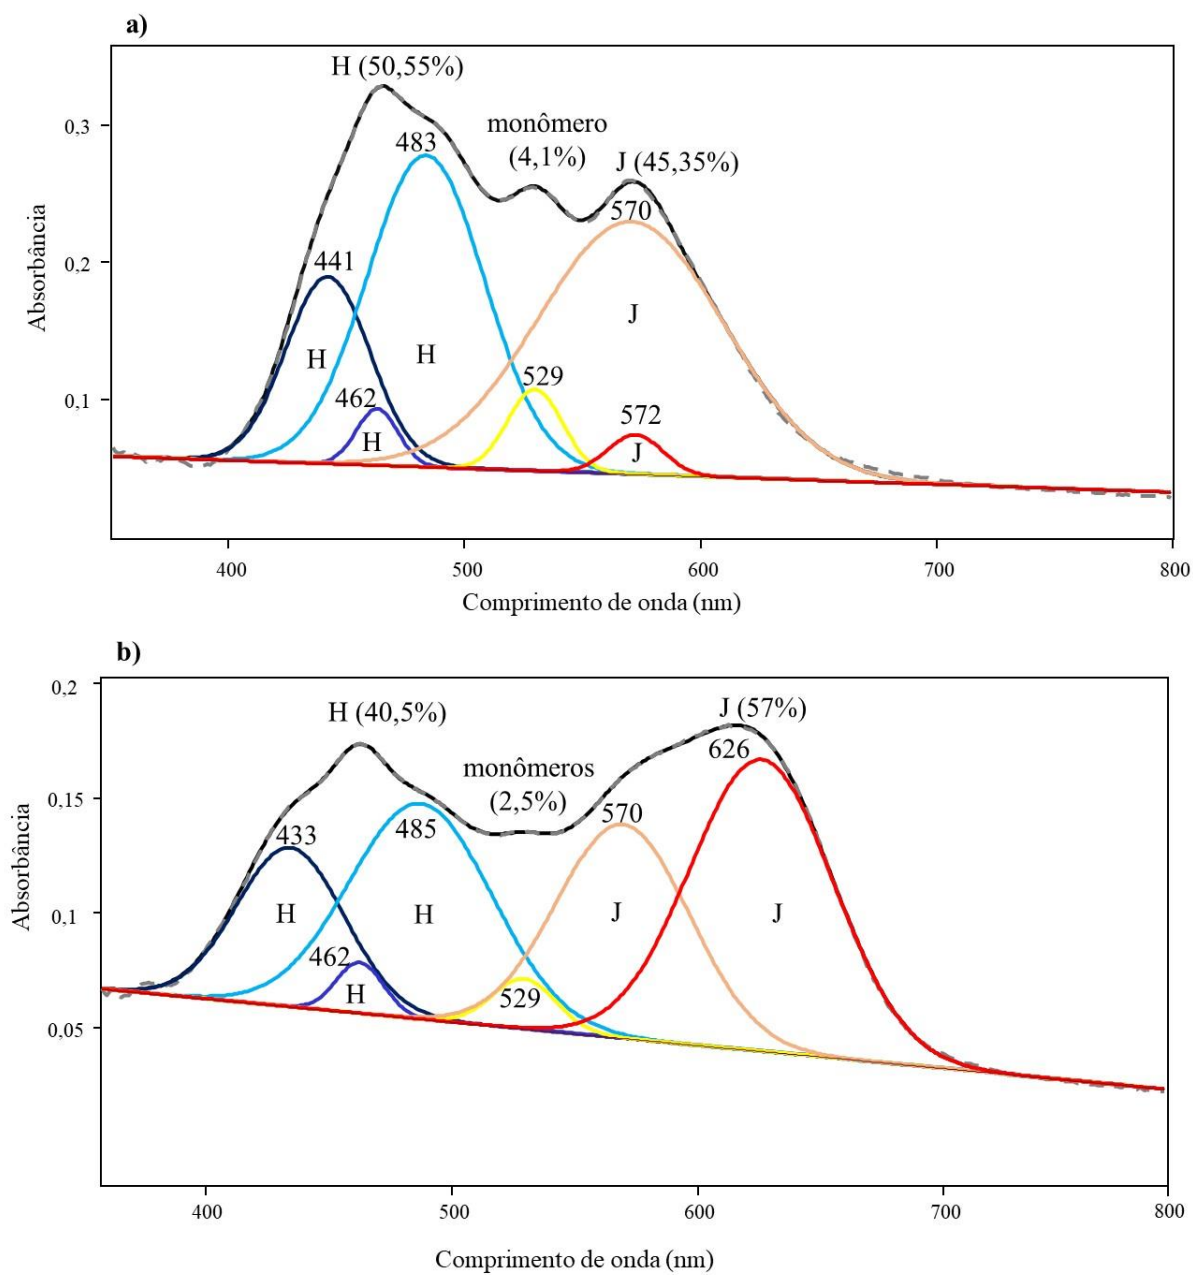 a)
H (50,55%)
monômero
(4,1%)
J (45,35%)
0,3
483
570
Absorbância
0,2
441
J
H
H
529
462
572
0,1
H
J
400
500
600
700
800
Comprimento de onda (nm)
b)
0,2
H (40,5%)
J (57%)
626
monômeros
(2,5%)
0,15
570
433
485
Absorbância
0,1
H
H
J
J
462
529
H
0,05
400
500
600
700
800
Comprimento de onda (nm)